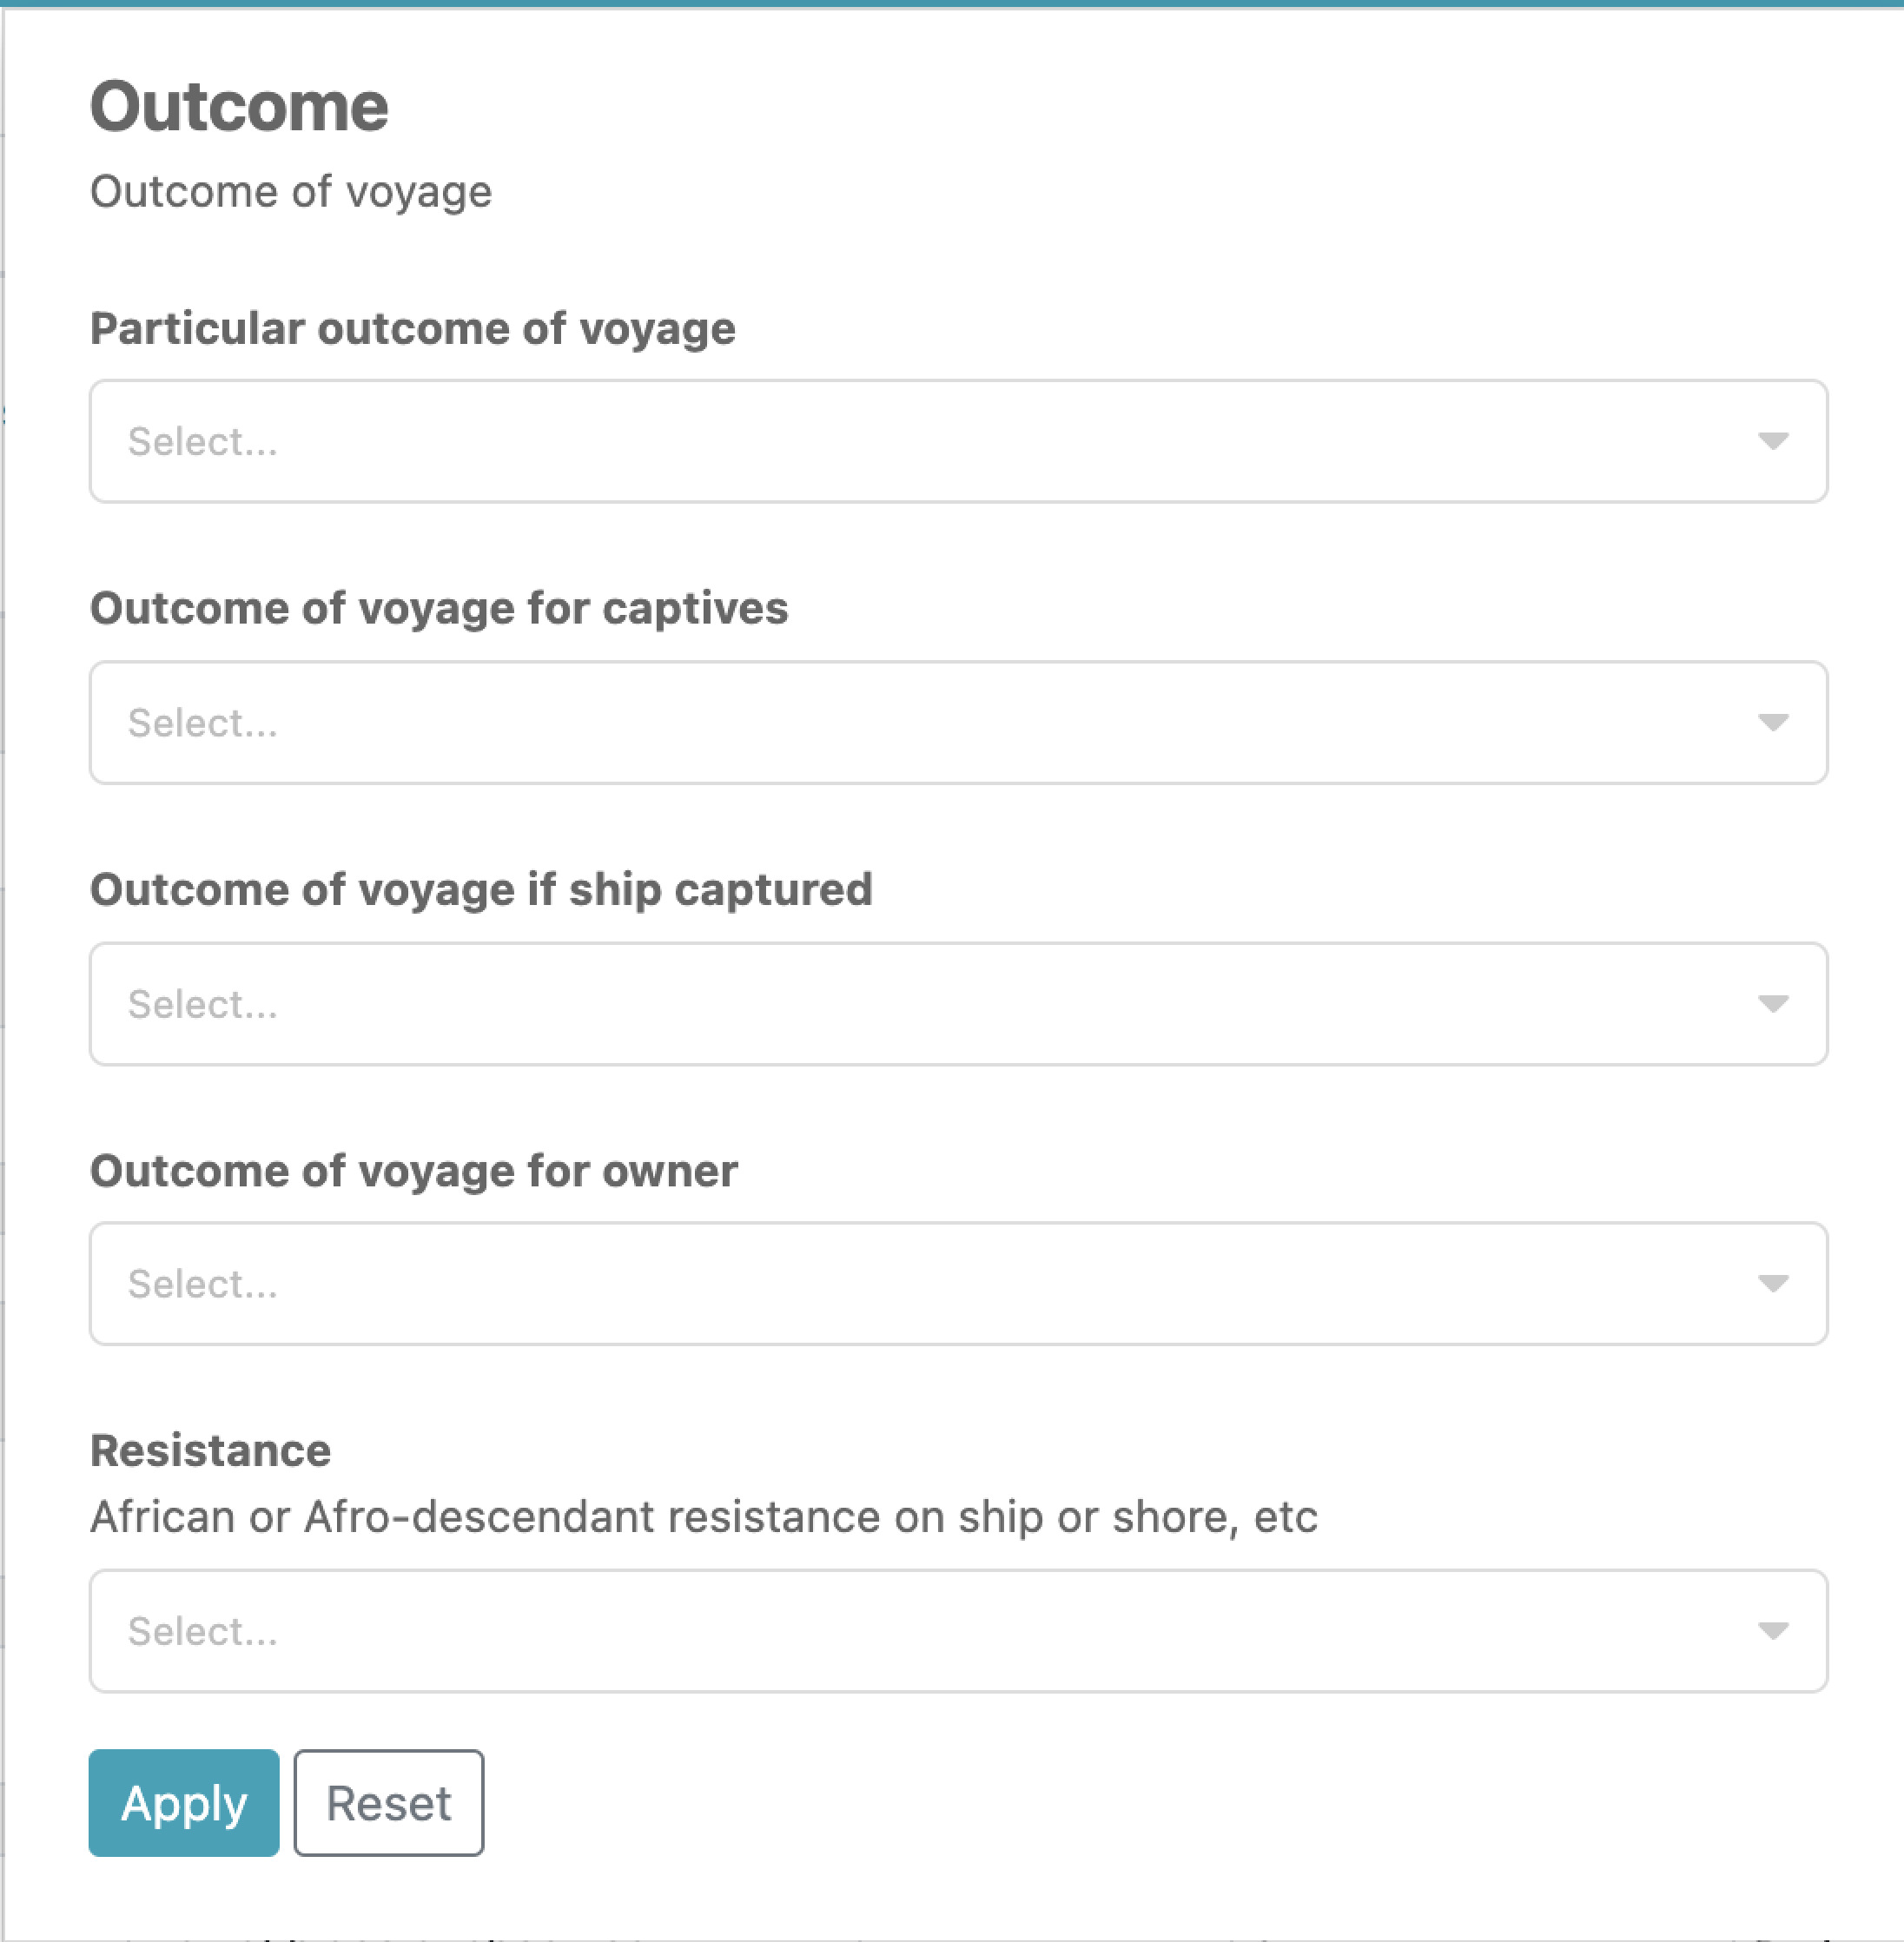 Outcome
Outcome of voyage
Particular outcome of voyage
Select...
Outcome of voyage for captives
Select...
Outcome of voyage if ship captured
Select...
Outcome of voyage for owner
Select...
Resistance
African or Afro-descendant resistance on ship or shore, etc
Select...
Apply Reset